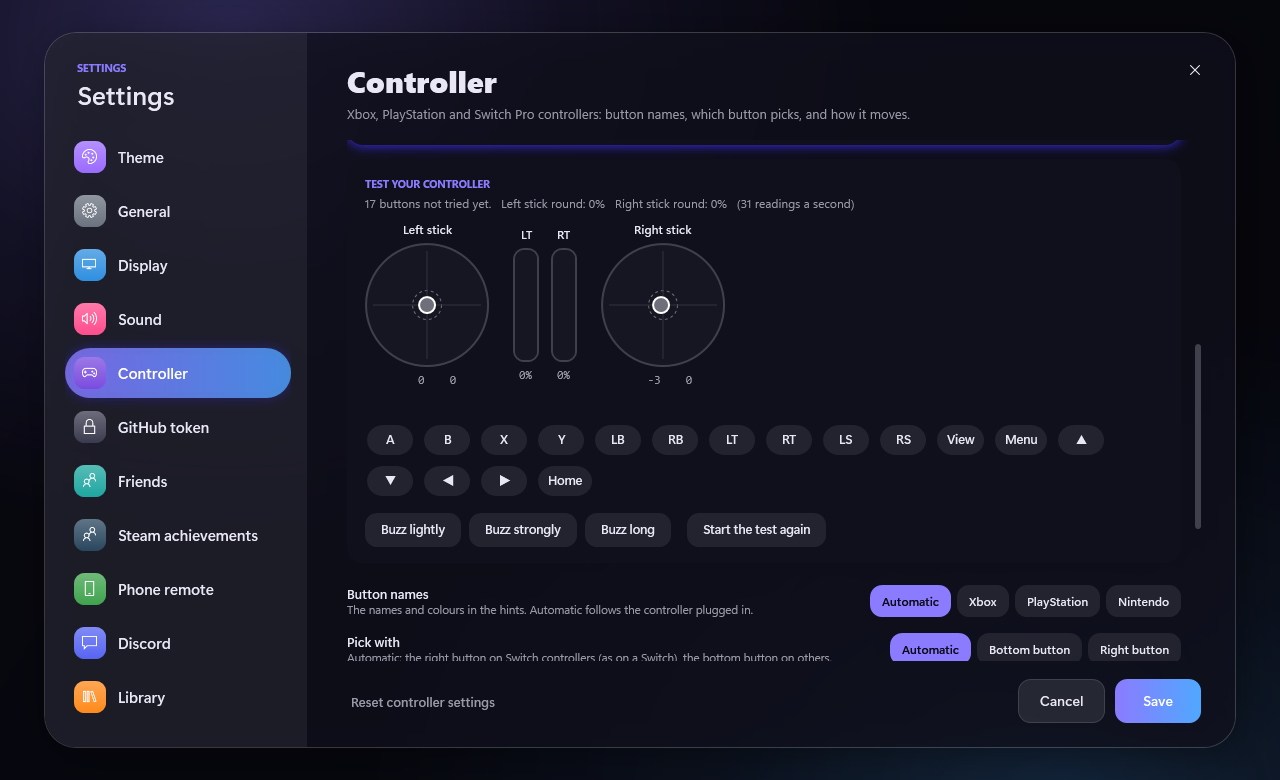 SETTINGS
Settings
Theme
General
Display
Sound
Controller
GitHub token
Friends
Steam achievements
Phone remote
Discord
Library
Controller
Xbox, PlayStation and Switch Pro controllers: button names, which button picks, and how it moves.
TEST YOUR CONTROLLER
17 buttons not tried yet. Left stick round: 0% Right stick round: 0% (31 readings a second)
Left stick LT RT Right stick
0 0 0% 0% -3 0
A B X Y LB RB LT RT LS RS View Menu ▲
▼ ◀ ▶ Home
Buzz lightly Buzz strongly Buzz long Start the test again
Button names
The names and colours in the hints. Automatic follows the controller plugged in.
Automatic Xbox PlayStation Nintendo
Pick with
Automatic: the right button on Switch controllers (as on a Switch), the bottom button on others.
Automatic Bottom button Right button
Reset controller settings
Cancel Save